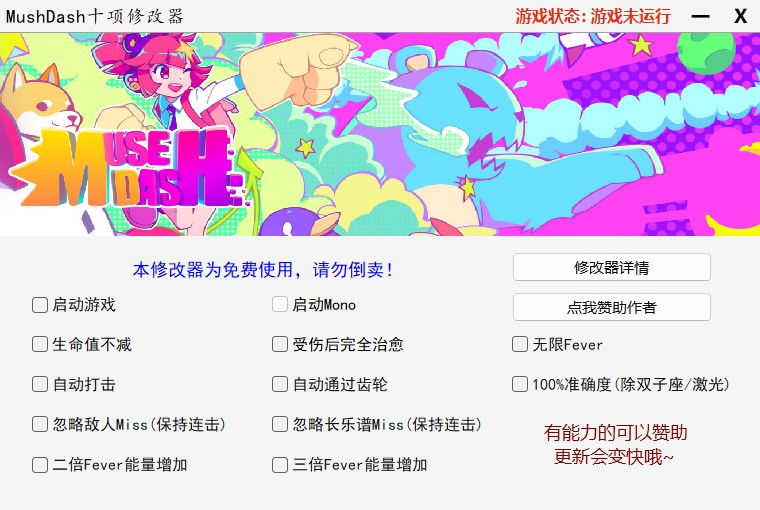 MushDash十项修改器
游戏状态: 游戏未运行
X
MUSE
DASH
本修改器为免费使用，请勿倒卖！
修改器详情
启动游戏
启动Mono
点我赞助作者
生命值不减
受伤后完全治愈
无限Fever
自动打击
自动通过齿轮
100%准确度(除双子座/激光)
忽略敌人Miss(保持连击)
忽略长乐谱Miss(保持连击)
有能力的可以赞助
更新会变快哦~
二倍Fever能量增加
三倍Fever能量增加